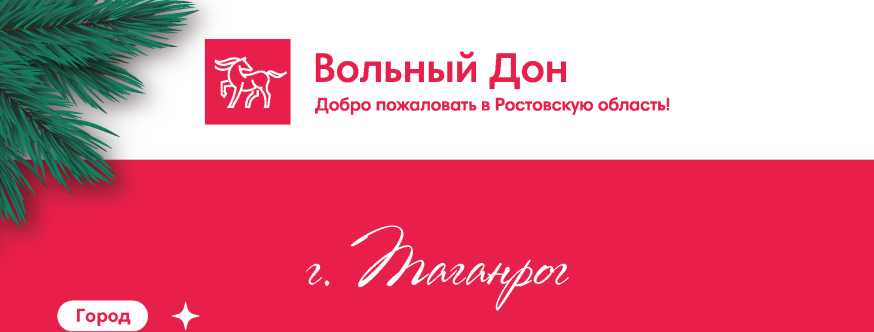 Вольный Дон
Добро пожаловать в Ростовскую область!
г. Таганрог
Город